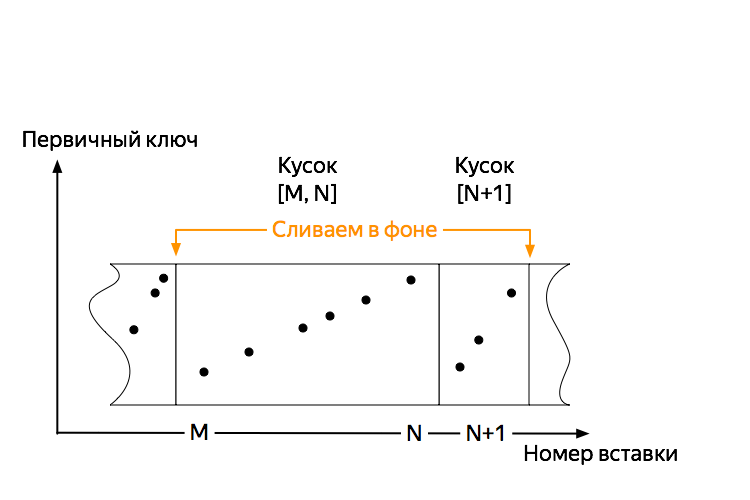 Первичный ключ
Кусок
[M, N]
Кусок
[N+1]
Сливаем в фоне
M
N
N+1
Номер вставки